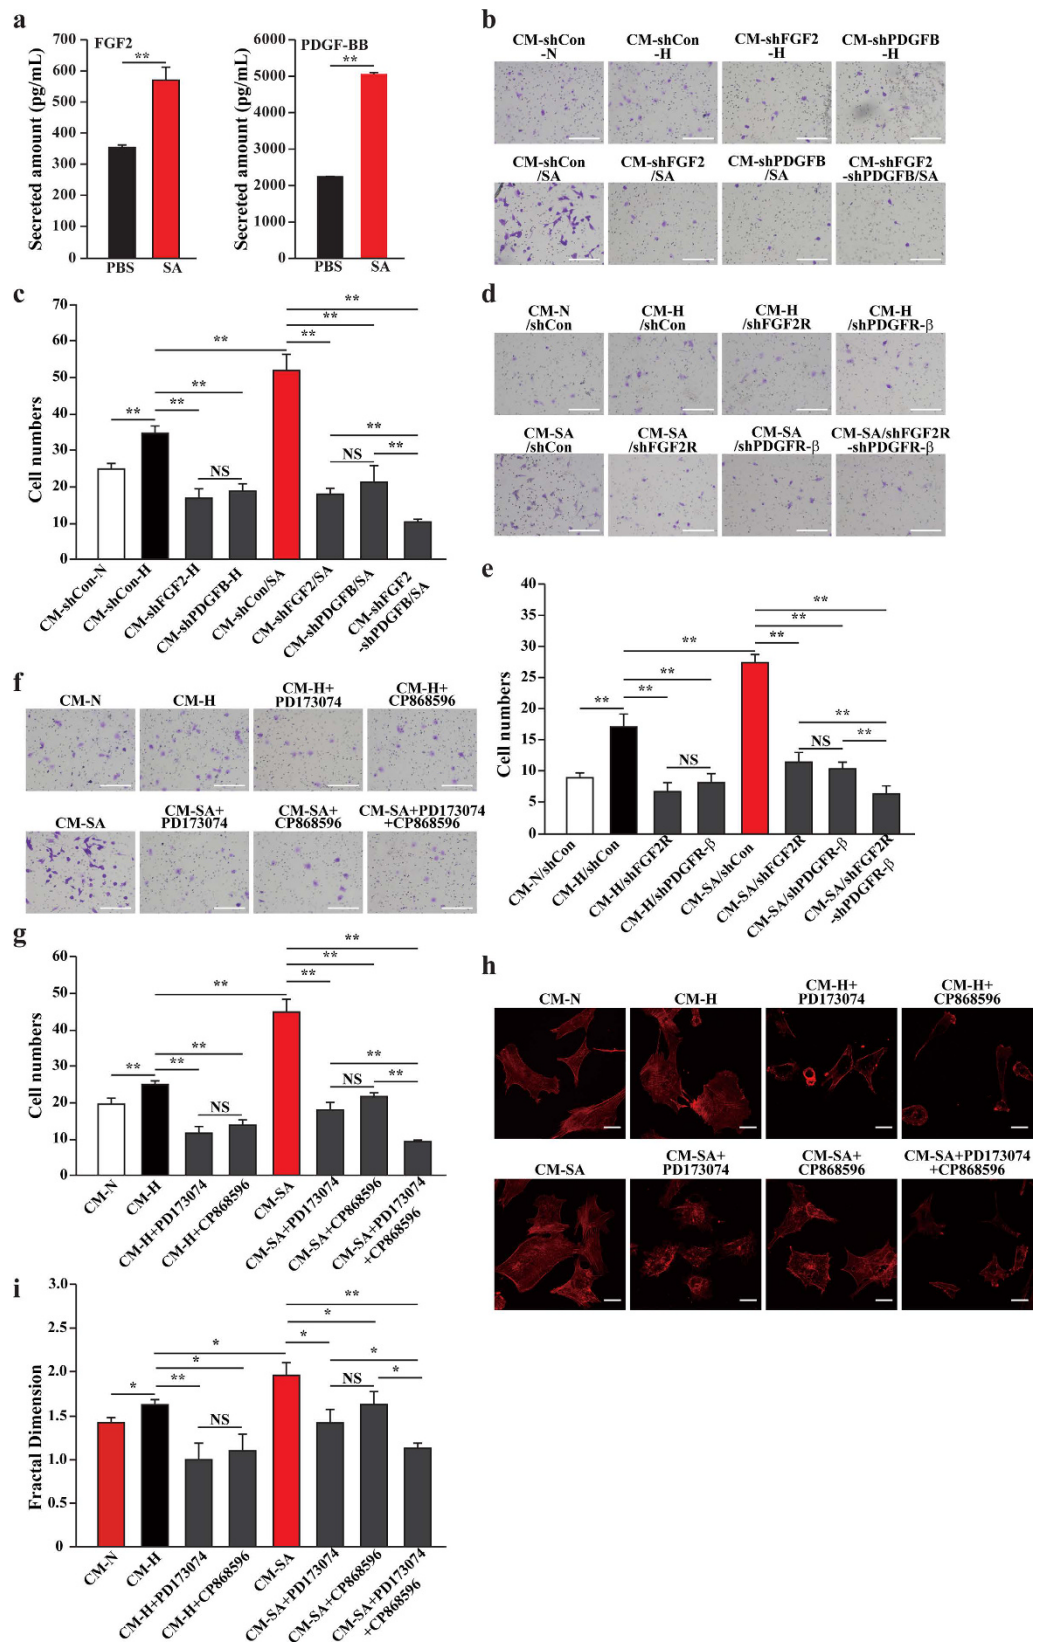 a
FGF2
Secreted amount (pg/mL)
700
600
500
400
300
200
100
0
**
PBS
SA
PDGF-BB
Secreted amount (pg/mL)
6000
5000
4000
3000
2000
1000
0
**
PBS
SA
b
CM-shCon
-N
CM-shCon
-H
CM-shFGF2
-H
CM-shPDGFB
-H
CM-shCon
/SA
CM-shFGF2
/SA
CM-shPDGFB
/SA
CM-shFGF2
-shPDGFB/SA
c
Cell numbers
70
60
50
40
30
20
10
0
**
**
**
**
**
**
**
NS
**
NS
**
CM-shCon-N
CM-shCon-H
CM-shFGF2-H
CM-shPDGFB-H
CM-shCon/SA
CM-shFGF2/SA
CM-shPDGFB/SA
CM-shFGF2
-shPDGFB/SA
d
CM-N
/shCon
CM-H
/shCon
CM-H
/shFGF2R
CM-H
/shPDGFR-β
CM-SA
/shCon
CM-SA
/shFGF2R
CM-SA
/shPDGFR-β
CM-SA/shFGF2R
-shPDGFR-β
e
Cell numbers
40
35
30
25
20
15
10
5
0
**
**
**
**
**
**
**
NS
**
NS
**
CM-N/shCon
CM-H/shCon
CM-H/shFGF2R
CM-H/shPDGFR-β
CM-SA/shCon
CM-SA/shFGF2R
CM-SA/shPDGFR-β
CM-SA/shFGF2R
-shPDGFR-β
f
CM-N
CM-H
CM-H+
PD173074
CM-H+
CP868596
CM-SA
CM-SA+
PD173074
CM-SA+
CP868596
CM-SA+PD173074
+CP868596
g
Cell numbers
60
50
40
30
20
10
0
**
**
**
**
**
**
**
NS
**
NS
**
CM-N
CM-H
CM-H+PD173074
CM-H+CP868596
CM-SA
CM-SA+PD173074
CM-SA+CP868596
CM-SA+PD173074
+CP868596
h
CM-N
CM-H
CM-H+
PD173074
CM-H+
CP868596
CM-SA
CM-SA+
PD173074
CM-SA+
CP868596
CM-SA+PD173074
+CP868596
i
Fractal Dimension
3.0
2.5
2.0
1.5
1.0
0.5
0
*
**
*
*
NS
*
*
**
NS
*
*
CM-N
CM-H
CM-H+PD173074
CM-H+CP868596
CM-SA
CM-SA+PD173074
CM-SA+CP868596
CM-SA+PD173074
+CP868596